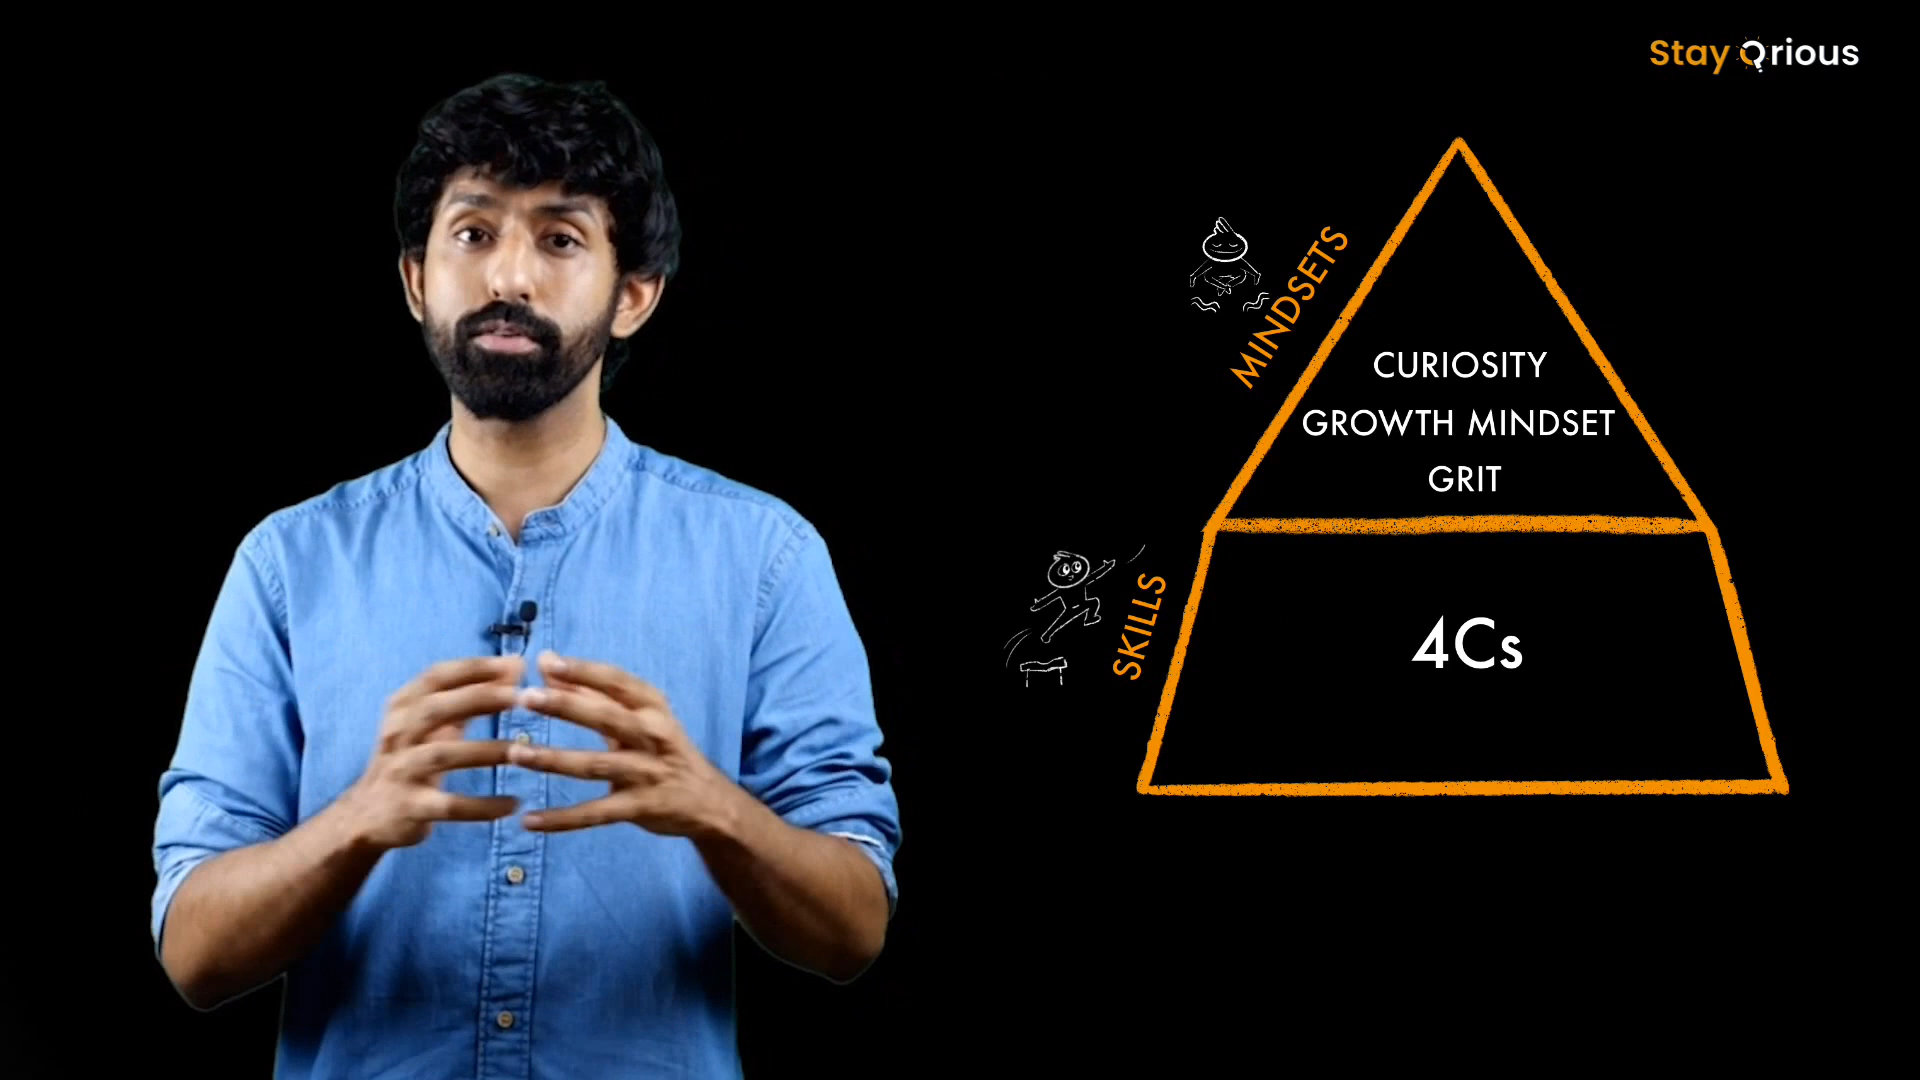 Stay Qrious
MINDSETS
CURIOSITY
GROWTH MINDSET
GRIT
SKILLS
4Cs